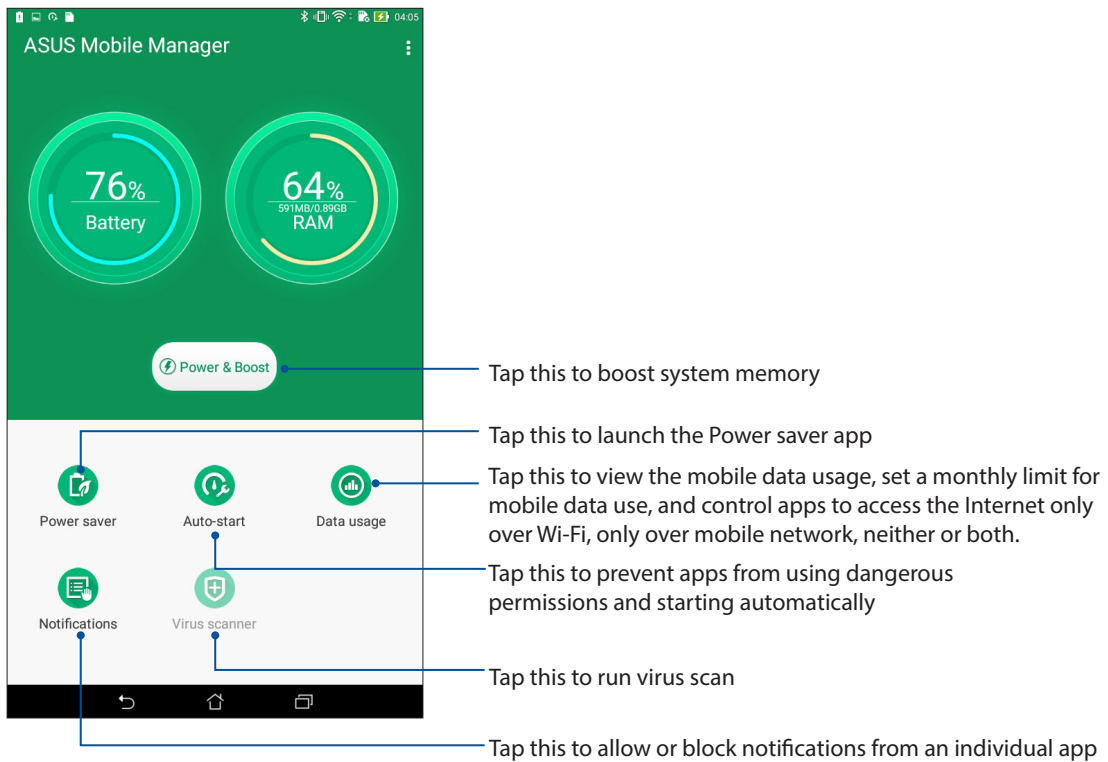 04:05
ASUS Mobile Manager
76%
Battery
64%
591MB/0.89GB
RAM
Power & Boost
Tap this to boost system memory
Tap this to launch the Power saver app
Tap this to view the mobile data usage, set a monthly limit for
mobile data use, and control apps to access the Internet only
over Wi-Fi, only over mobile network, neither or both.
Power saver
Auto-start
Data usage
Tap this to prevent apps from using dangerous
permissions and starting automatically
Notifications
Virus scanner
Tap this to run virus scan
Tap this to allow or block notifications from an individual app